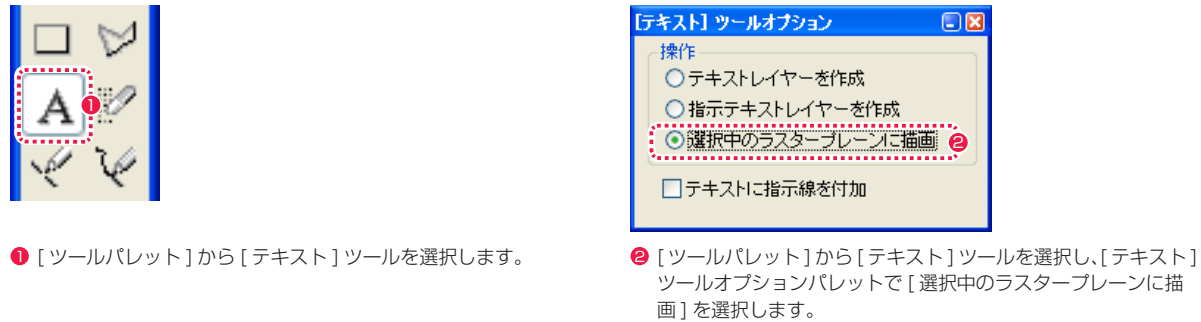 A
❶
❶ [ ツールパレット ] から [ テキスト ] ツールを選択します。
[テキスト] ツールオプション
操作
テキストレイヤーを作成
指示テキストレイヤーを作成
選択中のラスタープレーンに描画
❷
テキストに指示線を付加
❷ [ ツールパレット ] から [ テキスト ] ツールを選択し、[ テキスト ]
ツールオプションパレットで [ 選択中のラスタープレーンに描
画 ] を選択します。